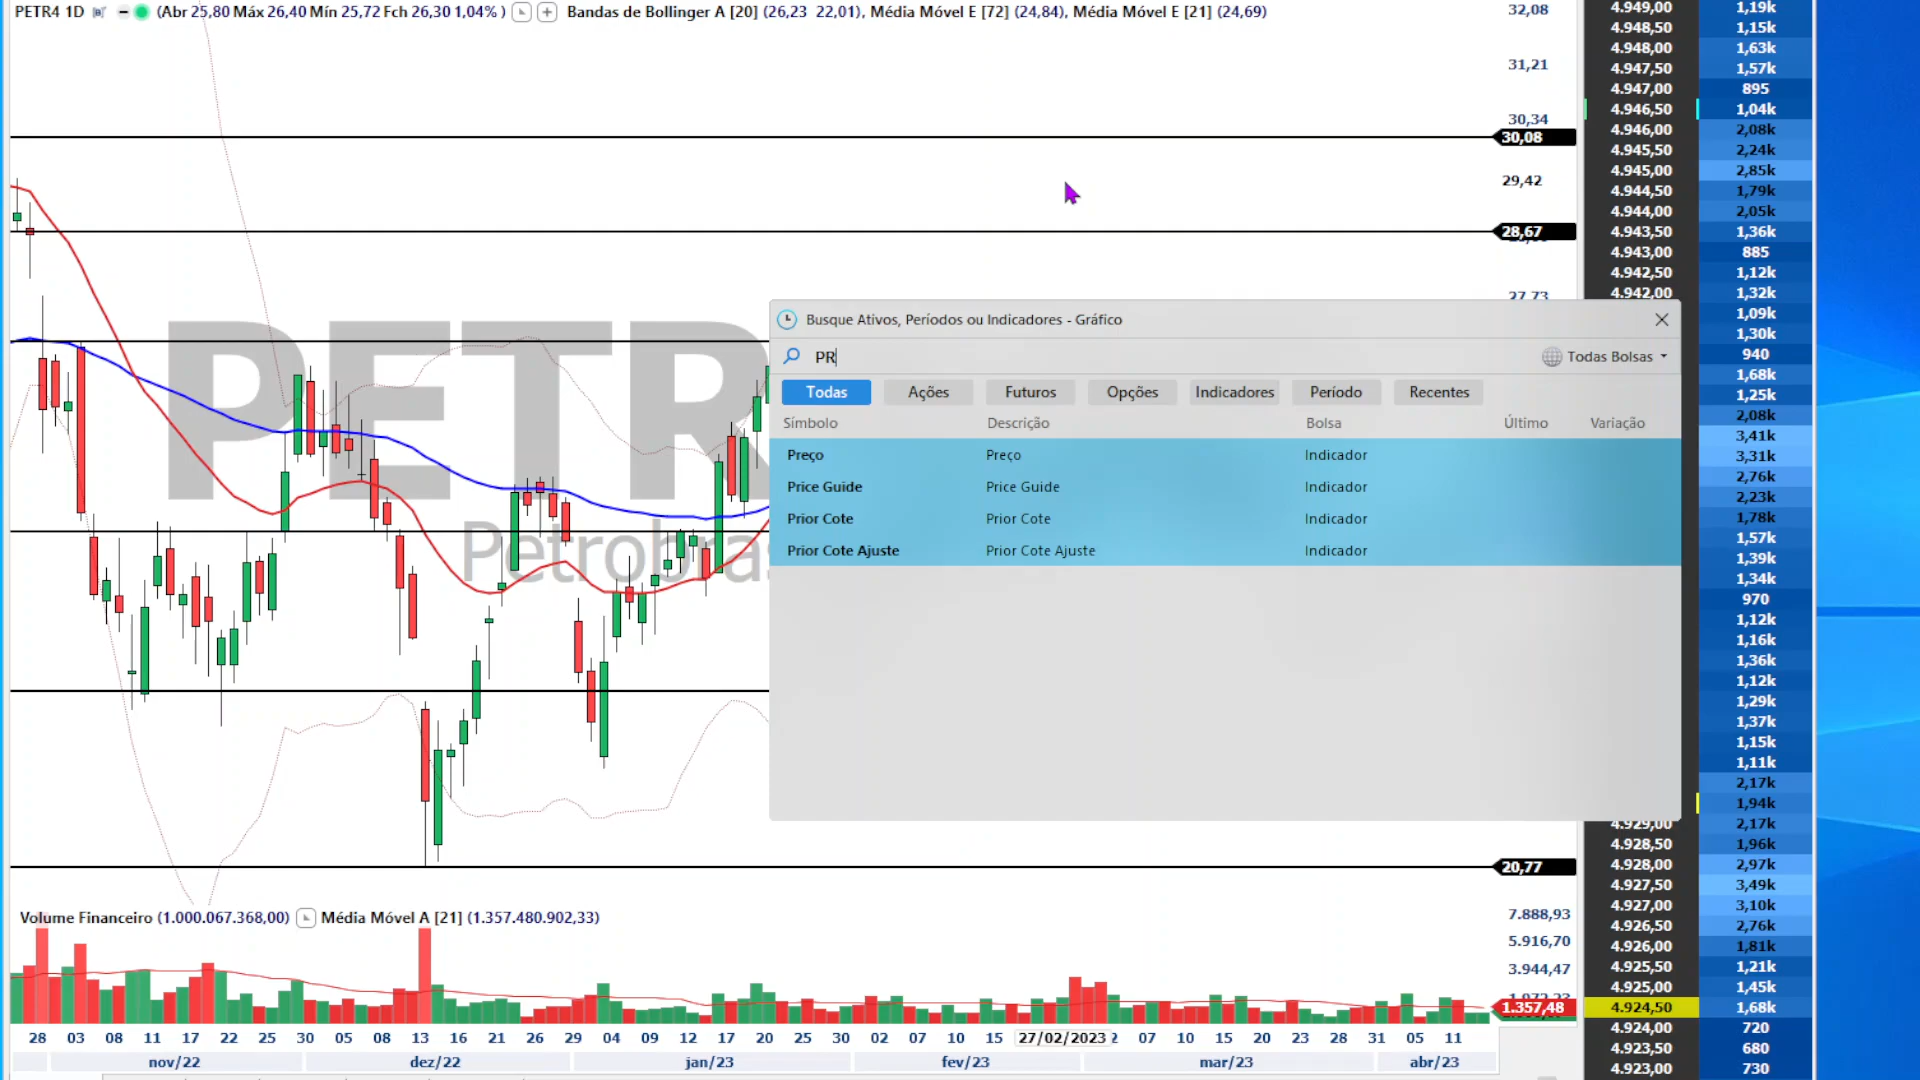 PETR4 1D (Abr 25,80 Máx 26,40 Mín 25,72 Fch 26,30 1,04% ) Bandas de Bollinger A [20] (26,23 22,01), Média Móvel E [72] (24,84), Média Móvel E [21] (24,69)
32,08
31,21
30,34
30,08
29,42
28,67
27,73
PETR
Petrobras
20,77
Busque Ativos, Períodos ou Indicadores - Gráfico
PR
Todas Bolsas
Todas Ações Futuros Opções Indicadores Período Recentes
Símbolo Descrição Bolsa Último Variação
Preço Preço Indicador
Price Guide Price Guide Indicador
Prior Cote Prior Cote Indicador
Prior Cote Ajuste Prior Cote Ajuste Indicador
Volume Financeiro (1.000.067.368,00) Média Móvel A [21] (1.357.480.902,33)
7.888,93
5.916,70
3.944,47
1.357,48
28 03 08 11 17 22 25 30 05 08 13 16 21 26 29 04 09 12 17 20 25 30 02 07 10 15 27/02/2023 2 07 10 15 20 23 28 31 05 11
nov/22 dez/22 jan/23 fev/23 mar/23 abr/23
4.949,00 1,19k
4.948,50 1,15k
4.948,00 1,63k
4.947,50 1,57k
4.947,00 895
4.946,50 1,04k
4.946,00 2,08k
4.945,50 2,24k
4.945,00 2,85k
4.944,50 1,79k
4.944,00 2,05k
4.943,50 1,36k
4.943,00 885
4.942,50 1,12k
4.942,00 1,32k
1,09k
1,30k
940
1,68k
1,25k
2,08k
3,41k
3,31k
2,76k
2,23k
1,78k
1,57k
1,39k
1,34k
970
1,12k
1,16k
1,36k
1,12k
1,29k
1,37k
1,15k
1,11k
2,17k
1,94k
4.929,00 2,17k
4.928,50 1,96k
4.928,00 2,97k
4.927,50 3,49k
4.927,00 3,10k
4.926,50 2,76k
4.926,00 1,81k
4.925,50 1,21k
4.925,00 1,45k
4.924,50 1,68k
4.924,00 720
4.923,50 680
4.923,00 730